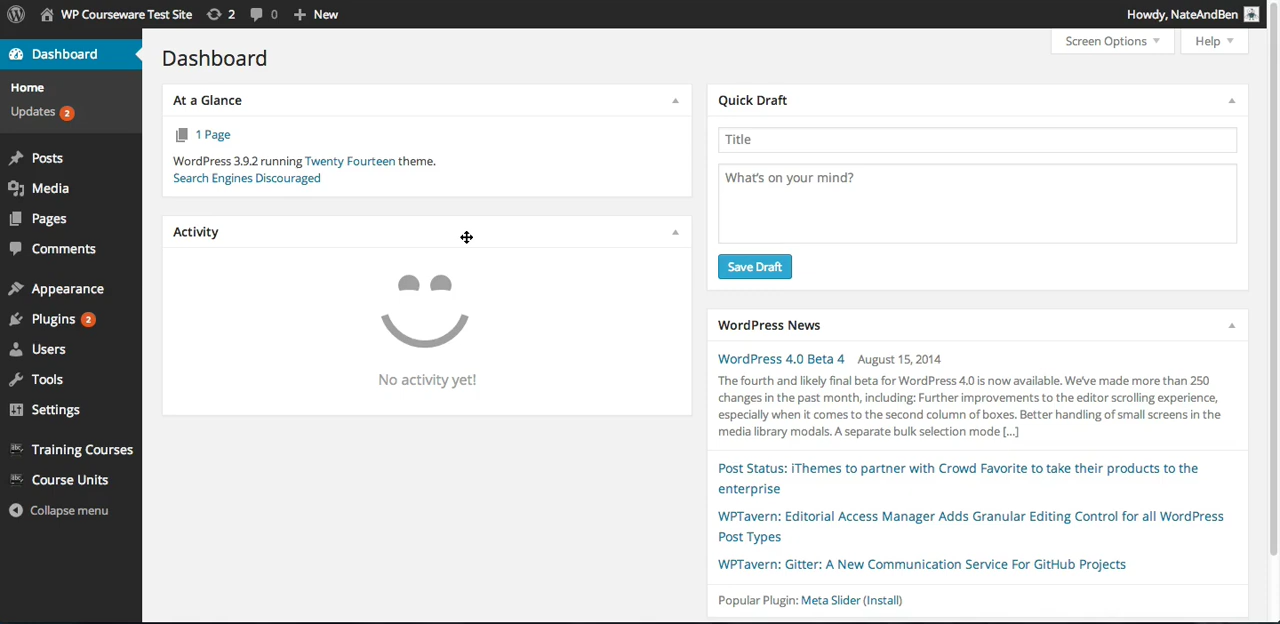 WP Courseware Test Site 2 0 New Howdy, NateAndBen
Dashboard
Home
Updates 2
Posts
Media
Pages
Comments
Appearance
Plugins 2
Users
Tools
Settings
Training Courses
Course Units
Collapse menu
Screen Options Help
Dashboard
At a Glance
1 Page
WordPress 3.9.2 running Twenty Fourteen theme.
Search Engines Discouraged
Activity
No activity yet!
Quick Draft
Title
What's on your mind?
Save Draft
WordPress News
WordPress 4.0 Beta 4 August 15, 2014
The fourth and likely final beta for WordPress 4.0 is now available. We've made more than 250
changes in the past month, including: Further improvements to the editor scrolling experience,
especially when it comes to the second column of boxes. Better handling of small screens in the
media library modals. A separate bulk selection mode [...]
Post Status: iThemes to partner with Crowd Favorite to take their products to the
enterprise
WPTavern: Editorial Access Manager Adds Granular Editing Control for all WordPress
Post Types
WPTavern: Gitter: A New Communication Service For GitHub Projects
Popular Plugin: Meta Slider (Install)